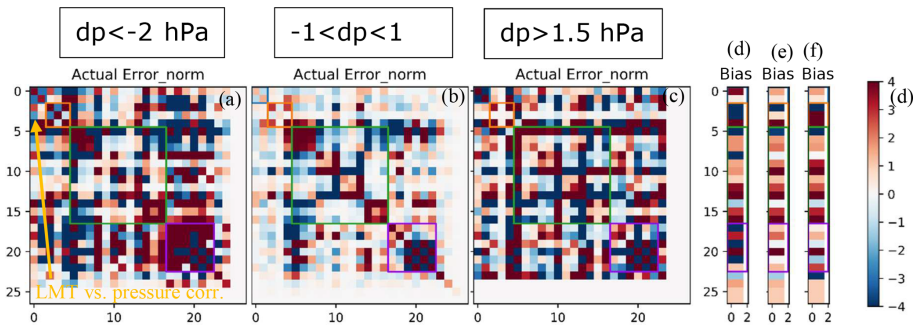 dp<-2 hPa
-1<dp<1
dp>1.5 hPa
(d) (e) (f)
Bias Bias Bias
Actual Error_norm
Actual Error_norm
Actual Error_norm
(a)
(b)
(c)
(d)
0
5
10
15
20
25
LMT vs. pressure corr.
0 10 20
0 10 20
0 10 20
0 2
0 2
0 2
4
3
2
1
0
−1
−2
−3
−4